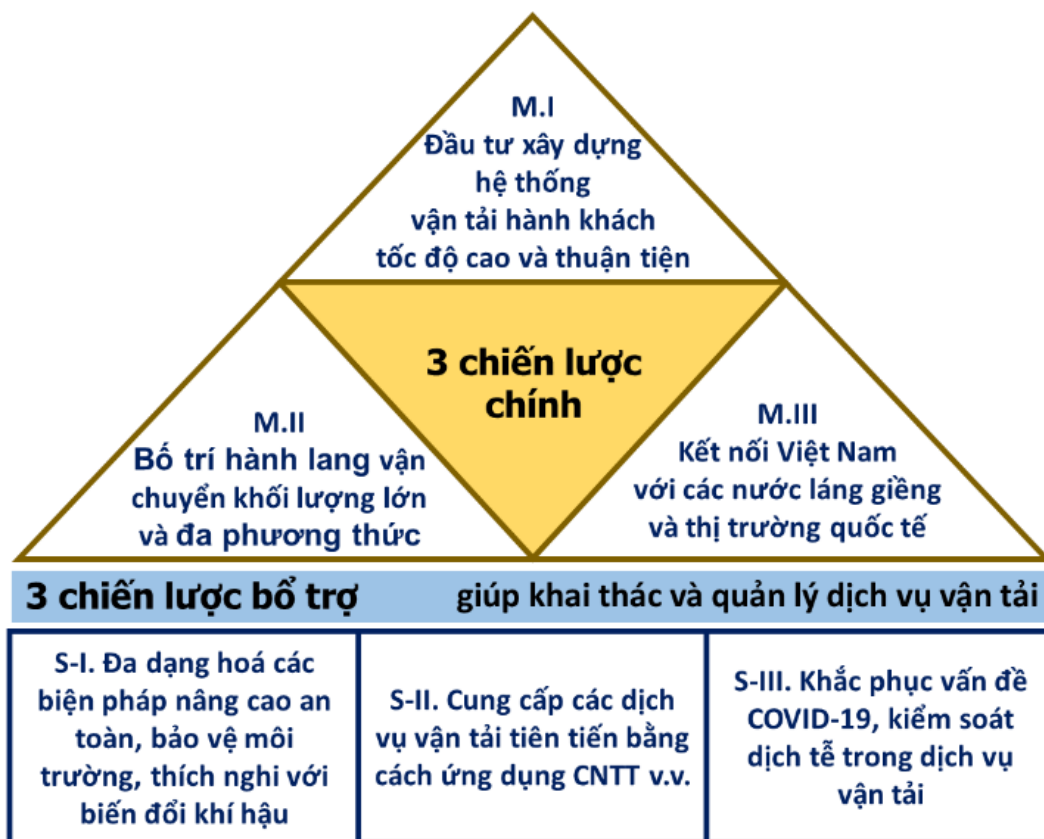 M.I
Đầu tư xây dựng
hệ thống
vận tải hành khách
tốc độ cao và thuận tiện
3 chiến lược
chính
M.II
Bố trí hành lang vận
chuyển khối lượng lớn
và đa phương thức
M.III
Kết nối Việt Nam
với các nước láng giềng
và thị trường quốc tế
3 chiến lược bổ trợ giúp khai thác và quản lý dịch vụ vận tải
S-I. Đa dạng hoá các
biện pháp nâng cao an
toàn, bảo vệ môi
trường, thích nghi với
biến đổi khí hậu
S-II. Cung cấp các dịch
vụ vận tải tiên tiến bằng
cách ứng dụng CNTT v.v.
S-III. Khắc phục vấn đề
COVID-19, kiểm soát
dịch tễ trong dịch vụ
vận tải